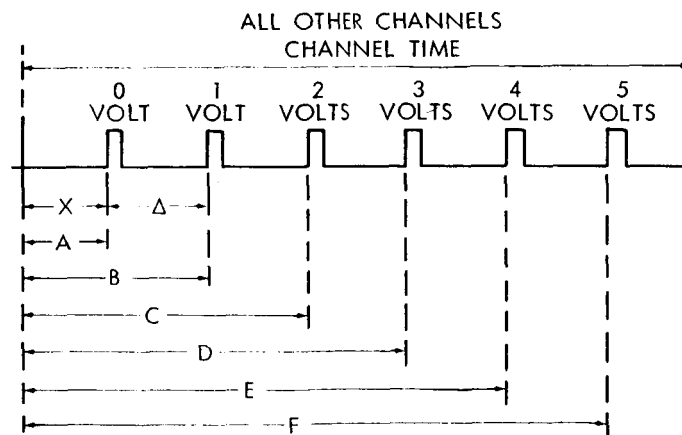 ALL OTHER CHANNELS
CHANNEL TIME
0 1 2 3 4 5
VOLT VOLT VOLTS VOLTS VOLTS VOLTS
X Δ
A
B
C
D
E
F